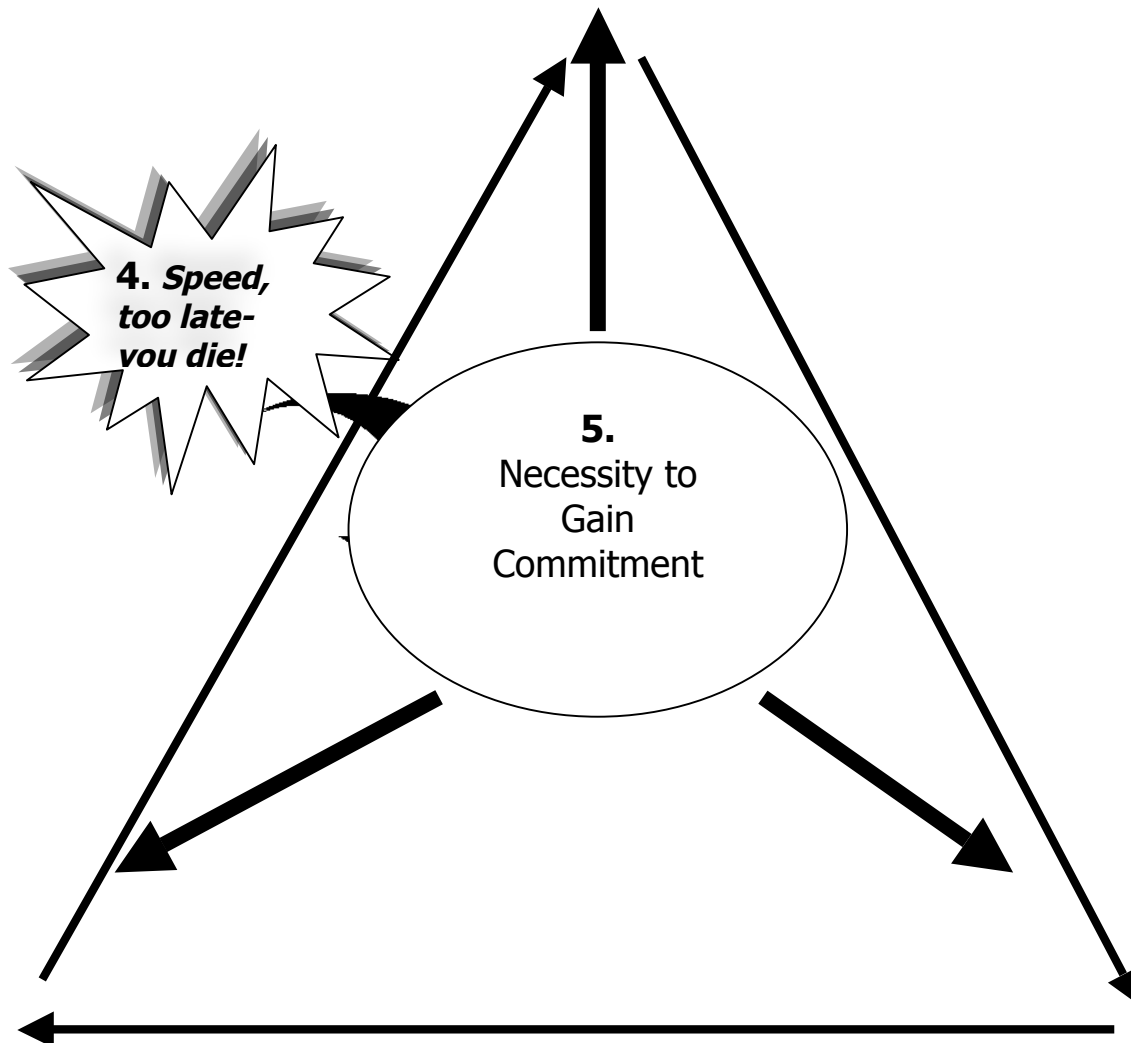 4. Speed,
too late-
you die!
5.
Necessity to
Gain
Commitment